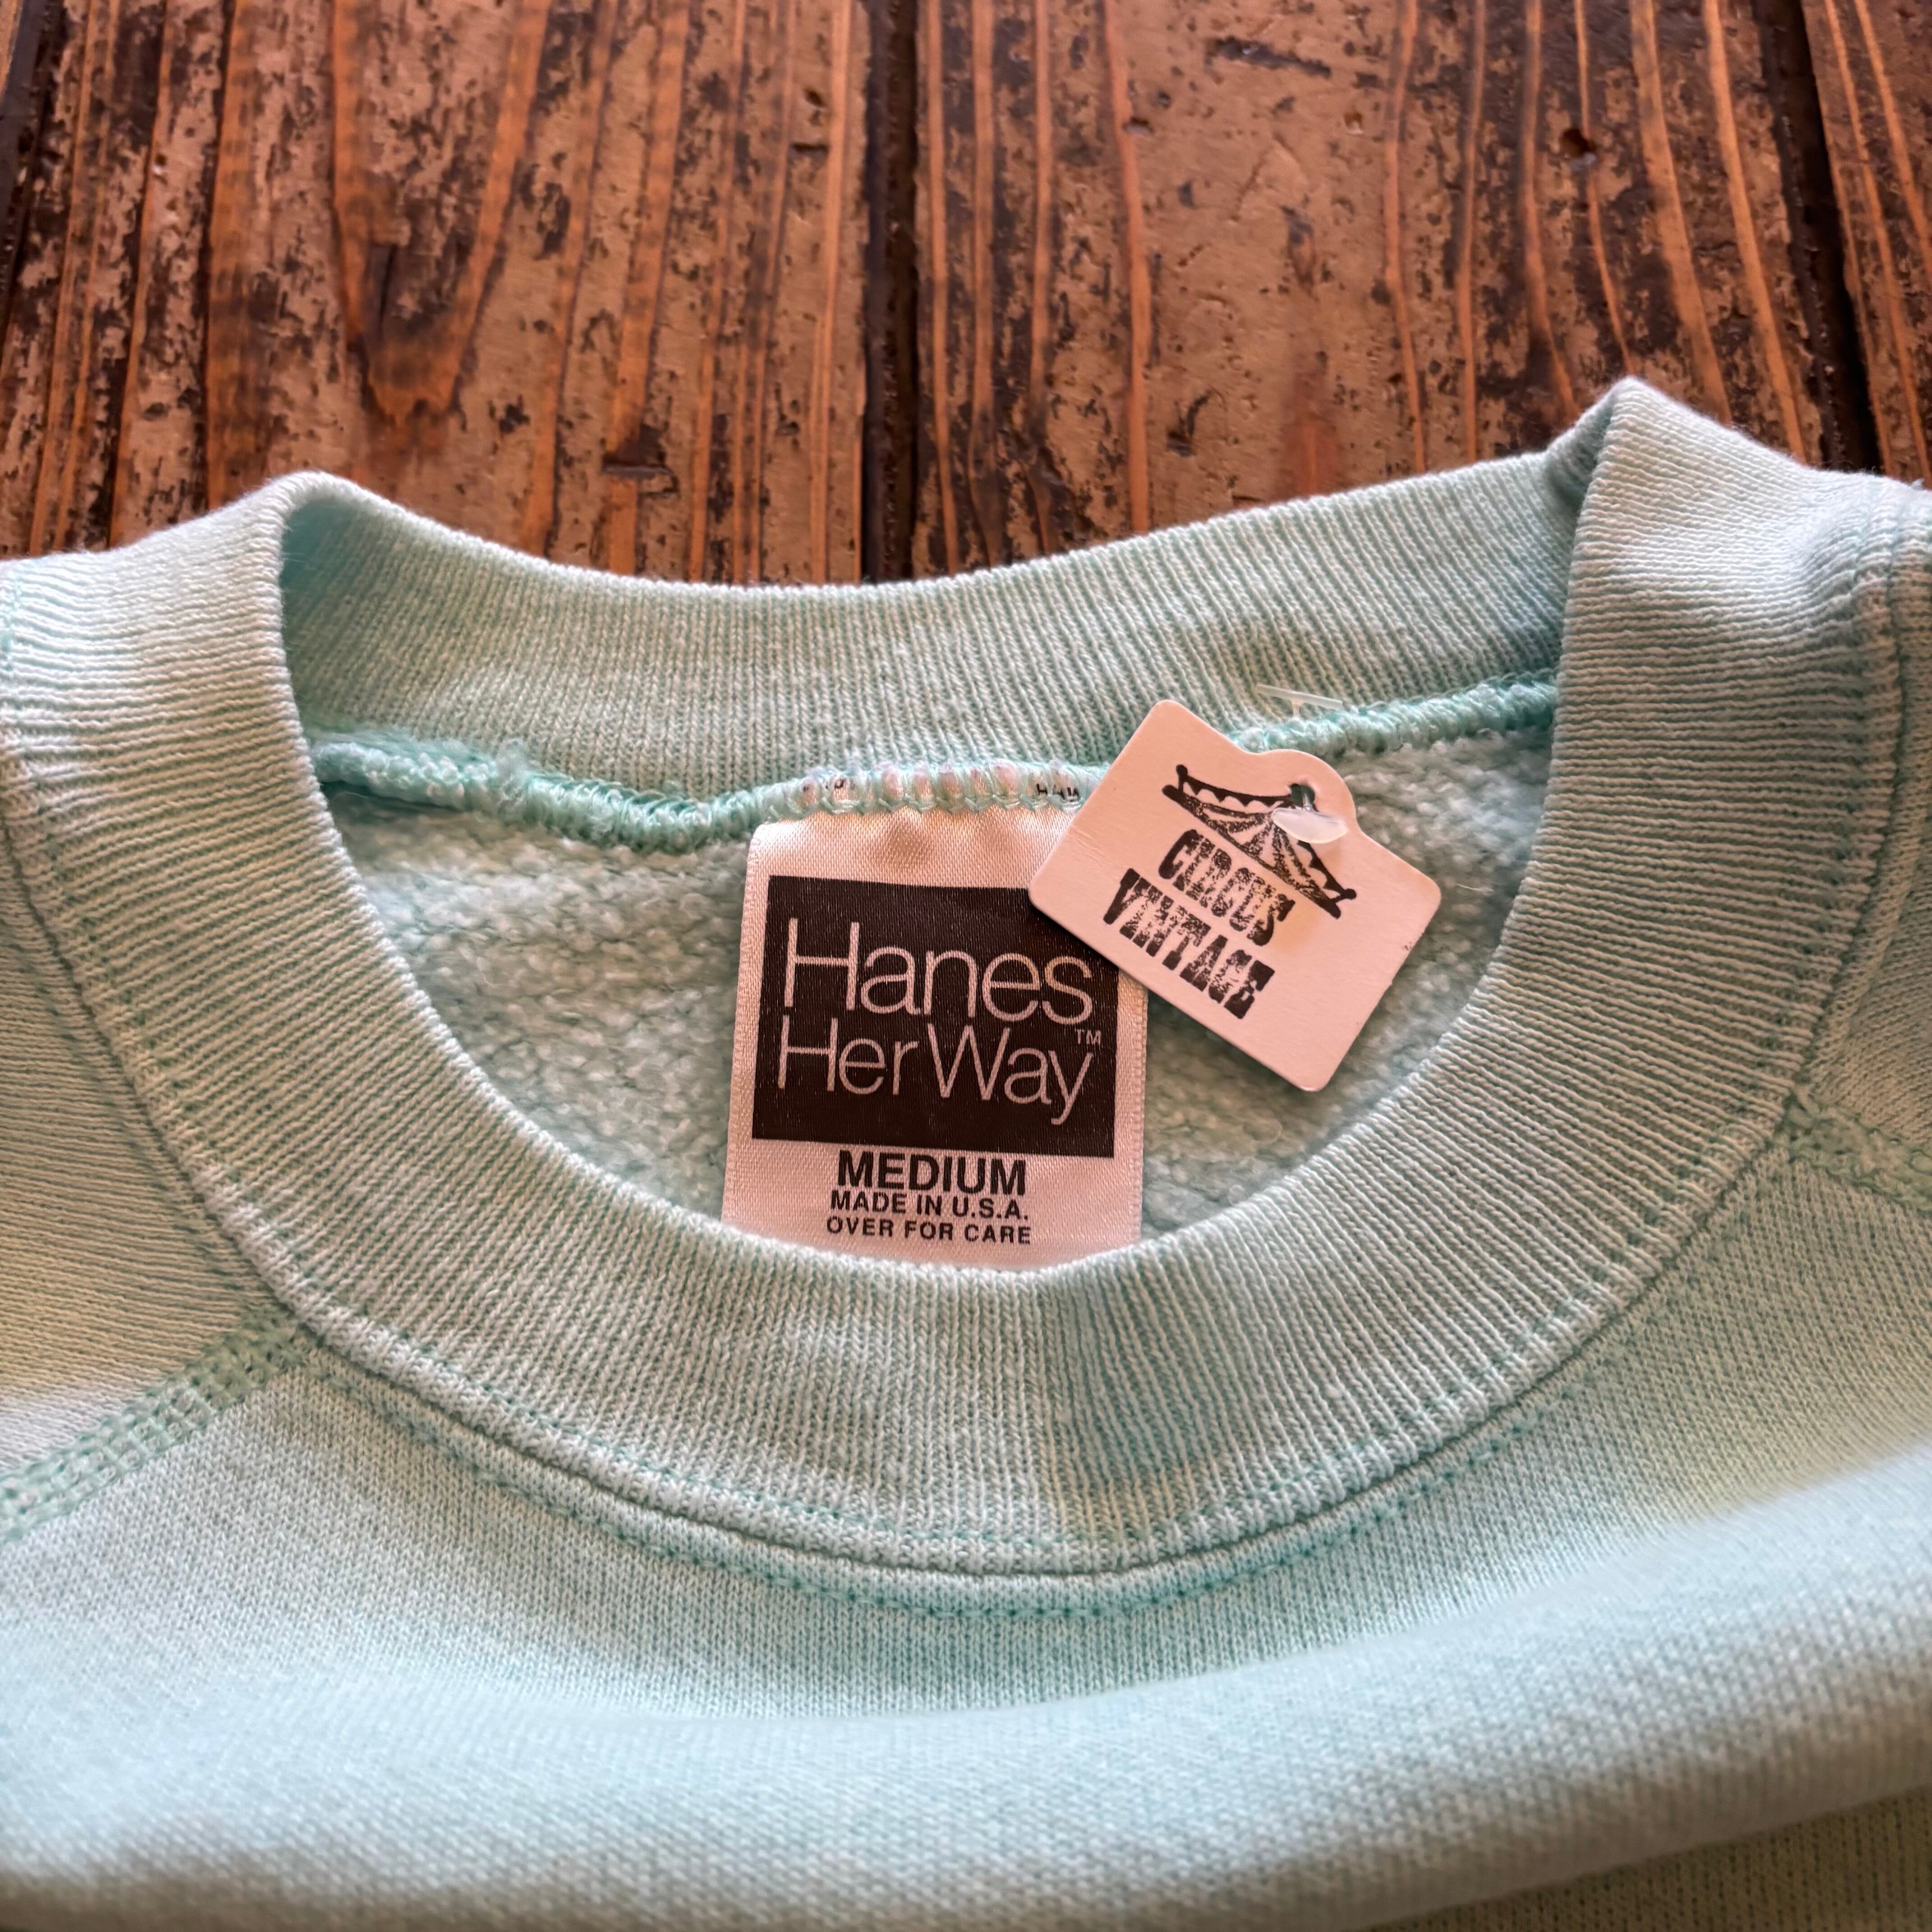 Hanes
Her Way™
MEDIUM
MADE IN U.S.A.
OVER FOR CARE
CIRCUS
VINTAGE